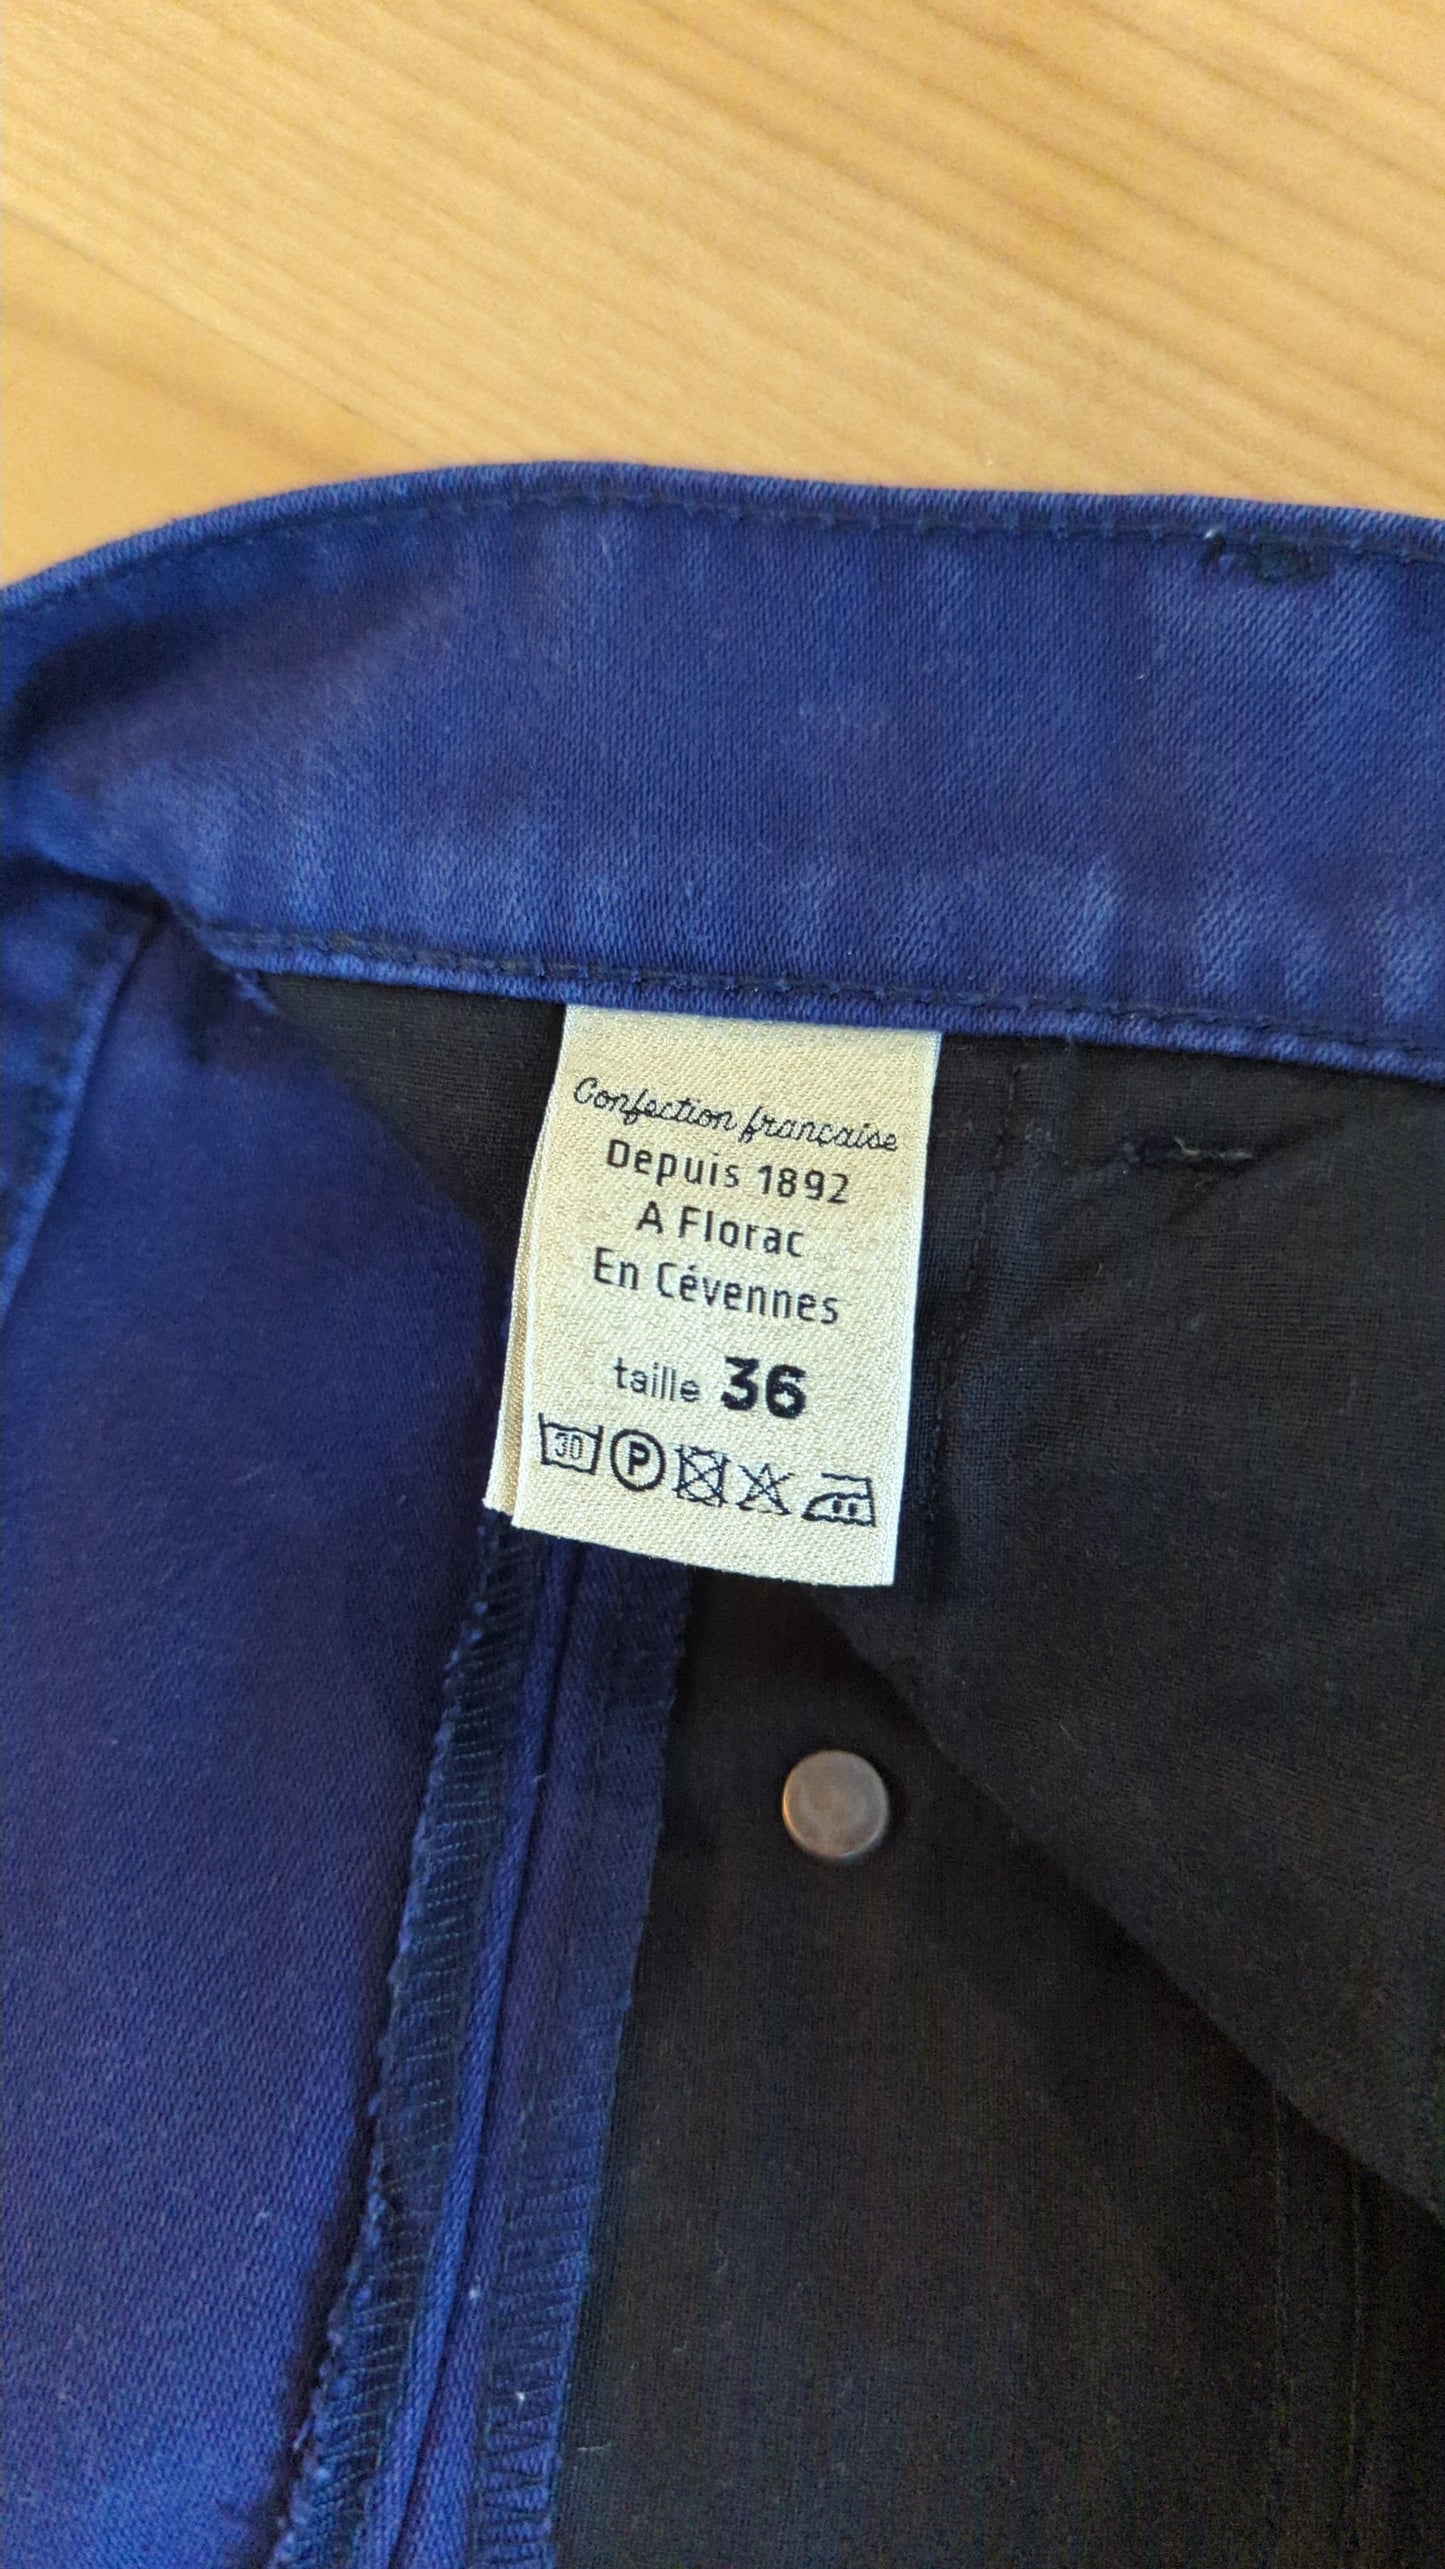 Confection française
Depuis 1892
A Florac
En Cévennes
taille 36
30 P